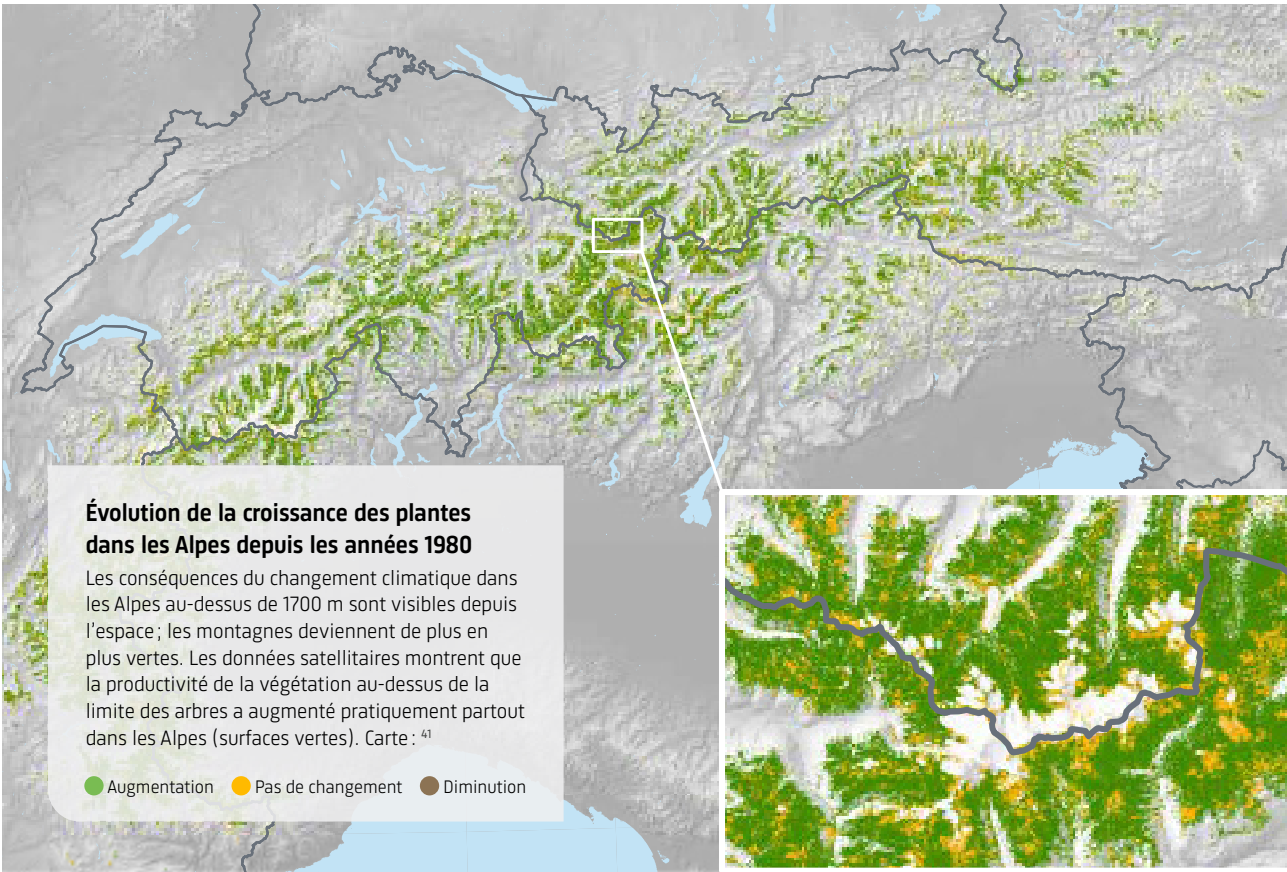 Évolution de la croissance des plantes
dans les Alpes depuis les années 1980
Les conséquences du changement climatique dans
les Alpes au-dessus de 1700 m sont visibles depuis
l’espace ; les montagnes deviennent de plus en
plus vertes. Les données satellitaires montrent que
la productivité de la végétation au-dessus de la
limite des arbres a augmenté pratiquement partout
dans les Alpes (surfaces vertes). Carte : 41
Augmentation Pas de changement Diminution